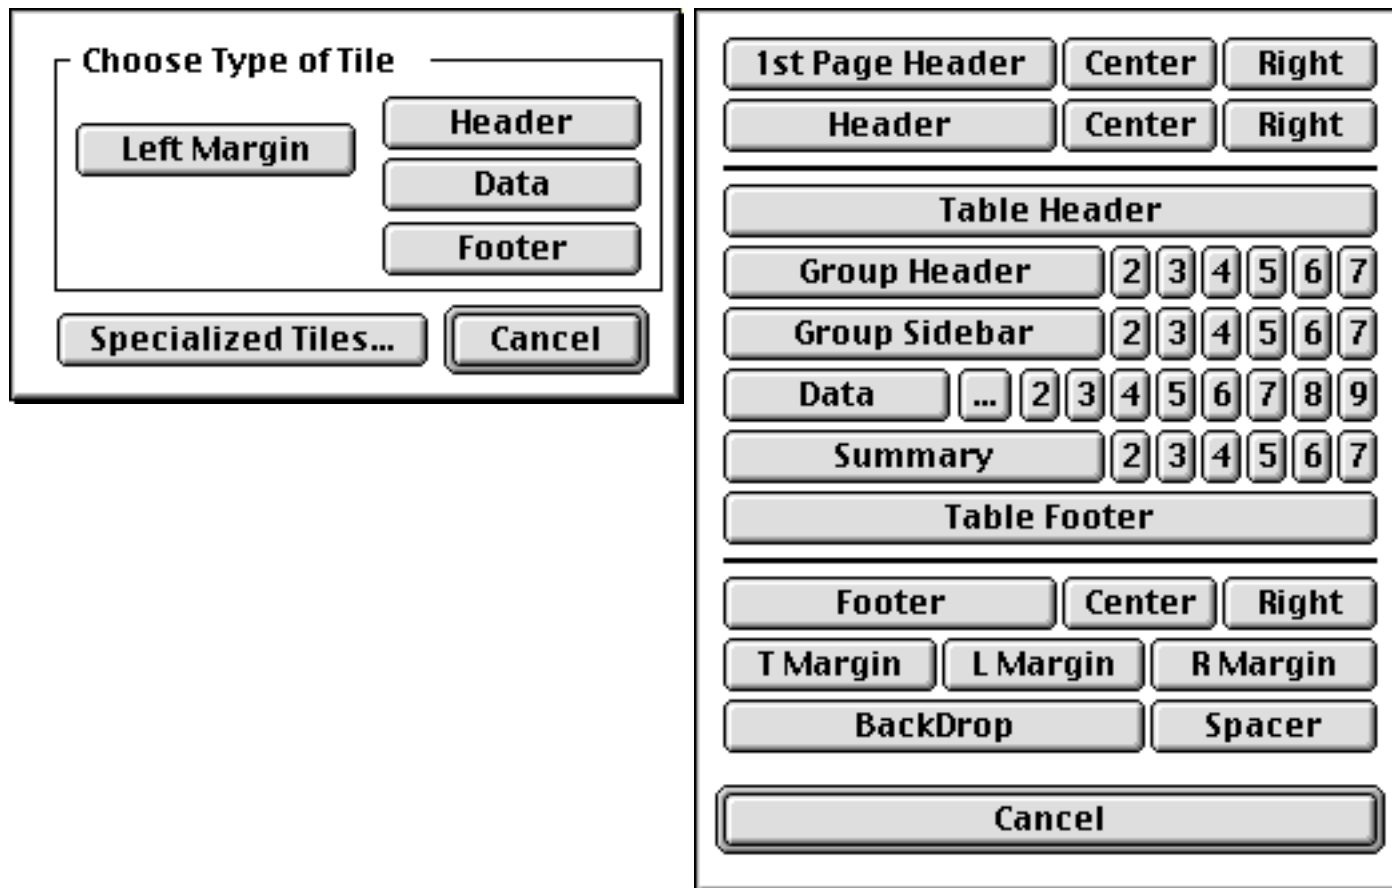 Choose Type of Tile
Left Margin
Header
Data
Footer
Specialized Tiles... Cancel
1st Page Header Center Right
Header Center Right
Table Header
Group Header 2 3 4 5 6 7
Group Sidebar 2 3 4 5 6 7
Data ... 2 3 4 5 6 7 8 9
Summary 2 3 4 5 6 7
Table Footer
Footer Center Right
T Margin L Margin R Margin
BackDrop Spacer
Cancel